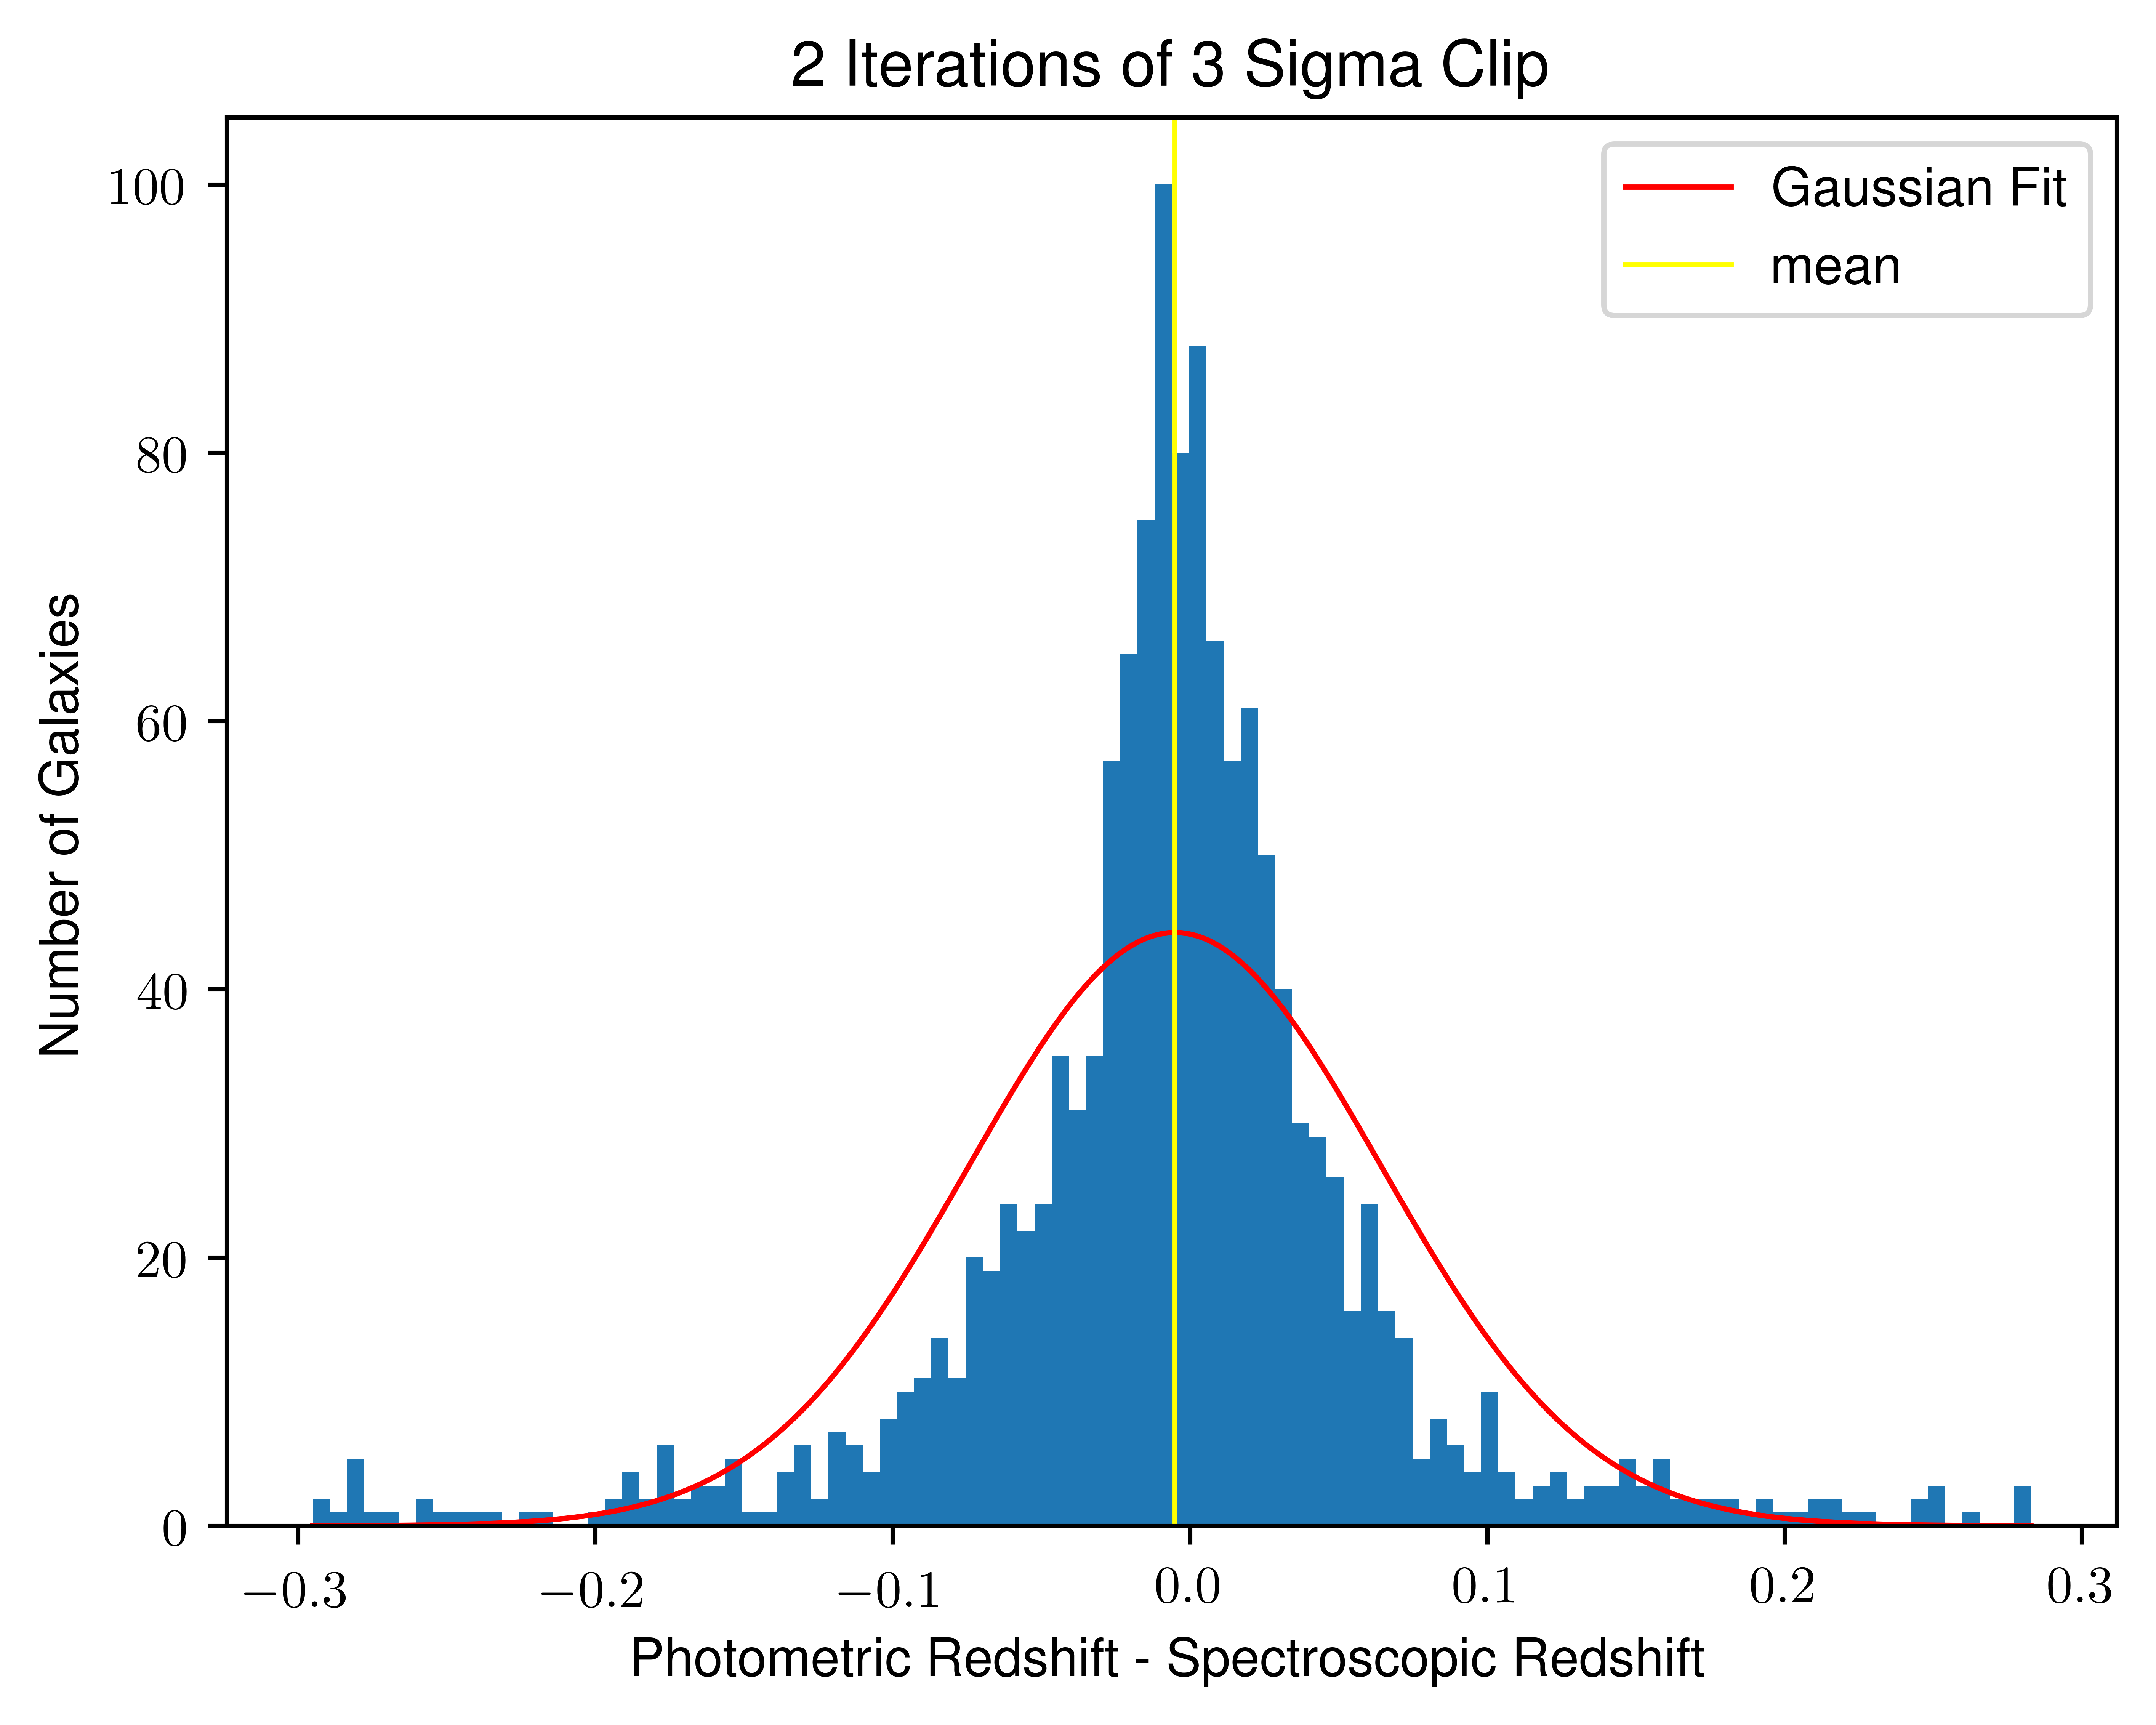 2 Iterations of 3 Sigma Clip
Gaussian Fit
mean
Number of Galaxies
100
80
60
40
20
0
−0.3 −0.2 −0.1 0.0 0.1 0.2 0.3
Photometric Redshift - Spectroscopic Redshift